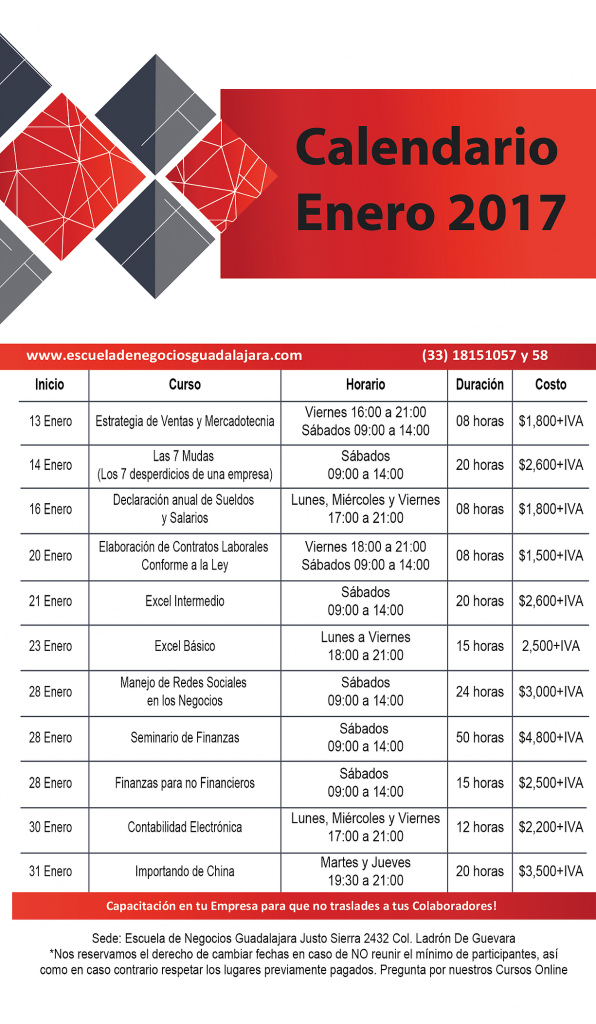 Calendario
Enero 2017
www.escueladenegociosguadalajara.com (33) 18151057 y 58
Inicio Curso Horario Duración Costo
13 Enero Estrategia de Ventas y Mercadotecnia Viernes 16:00 a 21:00 08 horas $1,800+IVA
Sábados 09:00 a 14:00
14 Enero Las 7 Mudas Sábados 20 horas $2,600+IVA
(Los 7 desperdicios de una empresa) 09:00 a 14:00
16 Enero Declaración anual de Sueldos Lunes, Miércoles y Viernes 08 horas $1,800+IVA
y Salarios 17:00 a 21:00
20 Enero Elaboración de Contratos Laborales Viernes 18:00 a 21:00 08 horas $1,500+IVA
Conforme a la Ley Sábados 09:00 a 14:00
21 Enero Excel Intermedio Sábados 20 horas $2,600+IVA
09:00 a 14:00
23 Enero Excel Básico Lunes a Viernes 15 horas 2,500+IVA
18:00 a 21:00
28 Enero Manejo de Redes Sociales Sábados 24 horas $3,000+IVA
en los Negocios 09:00 a 14:00
28 Enero Seminario de Finanzas Sábados 50 horas $4,800+IVA
09:00 a 14:00
28 Enero Finanzas para no Financieros Sábados 15 horas $2,500+IVA
09:00 a 14:00
30 Enero Contabilidad Electrónica Lunes, Miércoles y Viernes 12 horas $2,200+IVA
17:00 a 21:00
31 Enero Importando de China Martes y Jueves 20 horas $3,500+IVA
19:30 a 21:00
Capacitación en tu Empresa para que no traslades a tus Colaboradores!
Sede: Escuela de Negocios Guadalajara Justo Sierra 2432 Col. Ladrón De Guevara
*Nos reservamos el derecho de cambiar fechas en caso de NO reunir el mínimo de participantes, así
como en caso contrario respetar los lugares previamente pagados. Pregunta por nuestros Cursos Online